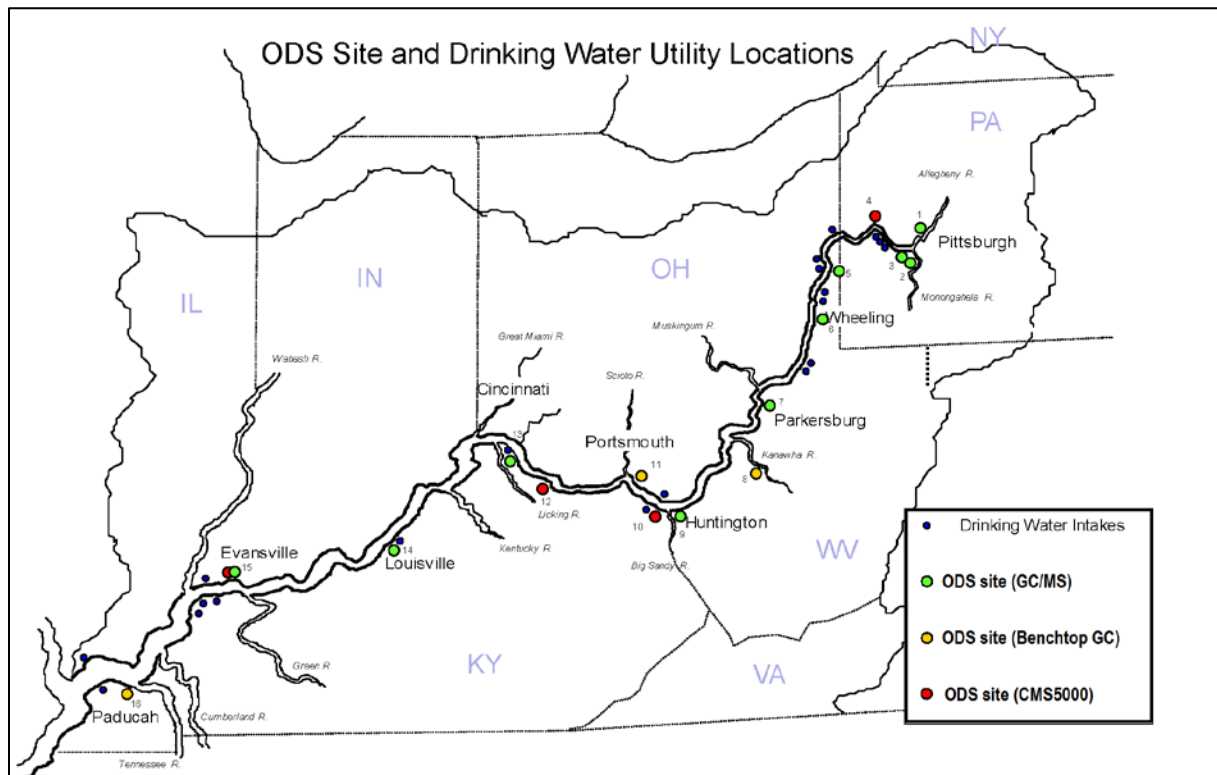 ODS Site and Drinking Water Utility Locations
NY
PA
Allegheny R.
4
1
Pittsburgh
3
2
5
Monongahela R.
OH
IN
IL
Wheeling
6
Muskingum R.
Great Miami R.
Wabash R.
Scioto R.
Cincinnati
7
Parkersburg
13
Portsmouth
11
Kanawha R.
8
12
Licking R.
10
9
Huntington
Kentucky R.
14
Louisville
Evansville
15
Big Sandy R.
WV
Green R.
KY
VA
16
Paducah
Cumberland R.
Tennessee R.
Drinking Water Intakes
ODS site (GC/MS)
ODS site (Benchtop GC)
ODS site (CMS5000)